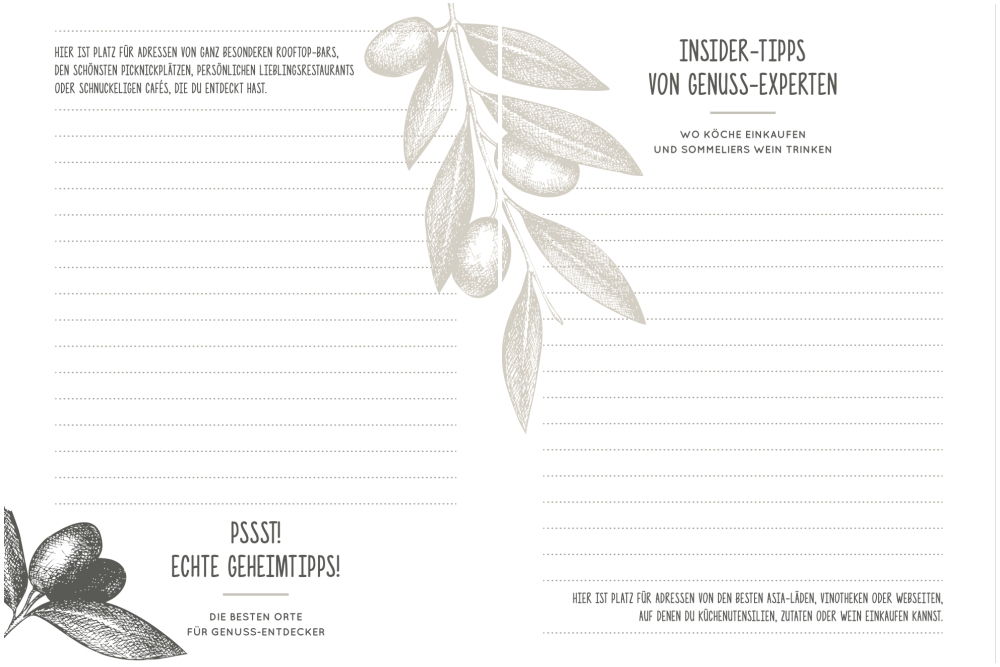 HIER IST PLATZ FÜR ADRESSEN VON GANZ BESONDEREN ROOFTOP-BARS,
DEN SCHÖNSTEN PICKNICKPLÄTZEN, PERSÖNLICHEN LIEBLINGSRESTAURANTS
ODER SCHNUCKELIGEN CAFÉS, DIE DU ENTDECKT HAST.
PSSST!
ECHTE GEHEIMTIPPS!
DIE BESTEN ORTE
FÜR GENUSS-ENTDECKER
INSIDER-TIPPS
VON GENUSS-EXPERTEN
WO KÖCHE EINKAUFEN
UND SOMMELIERS WEIN TRINKEN
HIER IST PLATZ FÜR ADRESSEN VON DEN BESTEN ASIA-LÄDEN, VINOTHEKEN ODER WEBSEITEN,
AUF DENEN DU KÜCHENUTENSILIEN, ZUTATEN ODER WEIN EINKAUFEN KANNST.